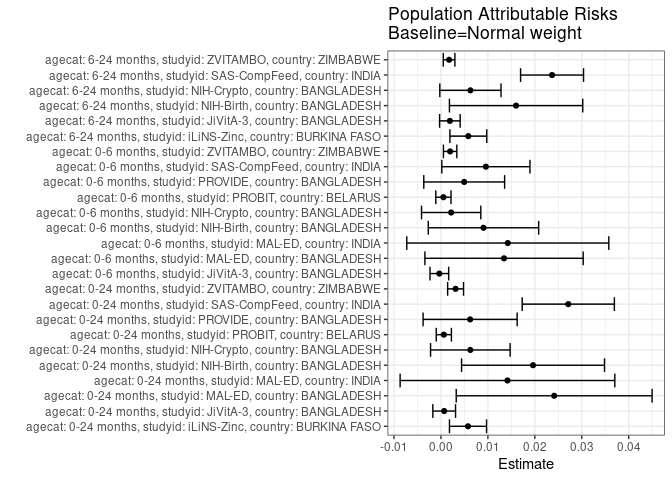 Population Attributable Risks
Baseline=Normal weight
agecat: 6-24 months, studyid: ZVITAMBO, country: ZIMBABWE
agecat: 6-24 months, studyid: SAS-CompFeed, country: INDIA
agecat: 6-24 months, studyid: NIH-Crypto, country: BANGLADESH
agecat: 6-24 months, studyid: NIH-Birth, country: BANGLADESH
agecat: 6-24 months, studyid: JiVitA-3, country: BANGLADESH
agecat: 6-24 months, studyid: iLiNS-Zinc, country: BURKINA FASO
agecat: 0-6 months, studyid: ZVITAMBO, country: ZIMBABWE
agecat: 0-6 months, studyid: SAS-CompFeed, country: INDIA
agecat: 0-6 months, studyid: PROVIDE, country: BANGLADESH
agecat: 0-6 months, studyid: PROBIT, country: BELARUS
agecat: 0-6 months, studyid: NIH-Crypto, country: BANGLADESH
agecat: 0-6 months, studyid: NIH-Birth, country: BANGLADESH
agecat: 0-6 months, studyid: MAL-ED, country: INDIA
agecat: 0-6 months, studyid: MAL-ED, country: BANGLADESH
agecat: 0-6 months, studyid: JiVitA-3, country: BANGLADESH
agecat: 0-24 months, studyid: ZVITAMBO, country: ZIMBABWE
agecat: 0-24 months, studyid: SAS-CompFeed, country: INDIA
agecat: 0-24 months, studyid: PROVIDE, country: BANGLADESH
agecat: 0-24 months, studyid: PROBIT, country: BELARUS
agecat: 0-24 months, studyid: NIH-Crypto, country: BANGLADESH
agecat: 0-24 months, studyid: NIH-Birth, country: BANGLADESH
agecat: 0-24 months, studyid: MAL-ED, country: INDIA
agecat: 0-24 months, studyid: MAL-ED, country: BANGLADESH
agecat: 0-24 months, studyid: JiVitA-3, country: BANGLADESH
agecat: 0-24 months, studyid: iLiNS-Zinc, country: BURKINA FASO
-0.01 0.00 0.01 0.02 0.03 0.04
Estimate